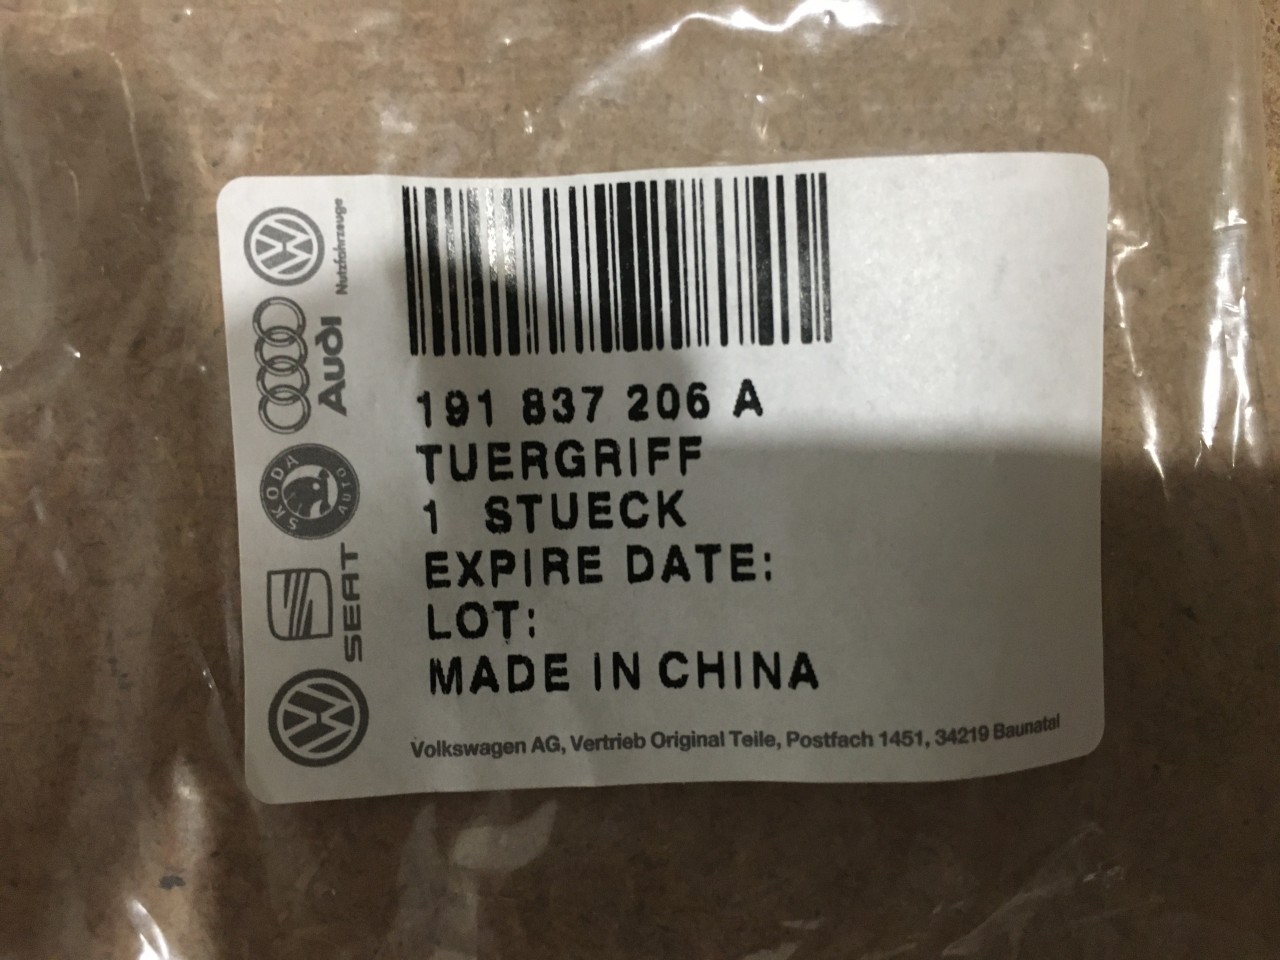 191 837 206 A
TUERGRIFF
1 STUECK
EXPIRE DATE:
LOT:
MADE IN CHINA
Volkswagen AG, Vertrieb Original Teile, Postfach 1451, 34219 Baunatal
Nutzfahrzeuge
Audi
SKODA AUTO
SEAT